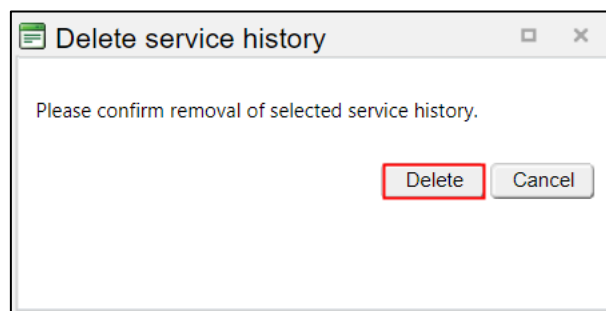 Delete service history
Please confirm removal of selected service history.
Delete
Cancel